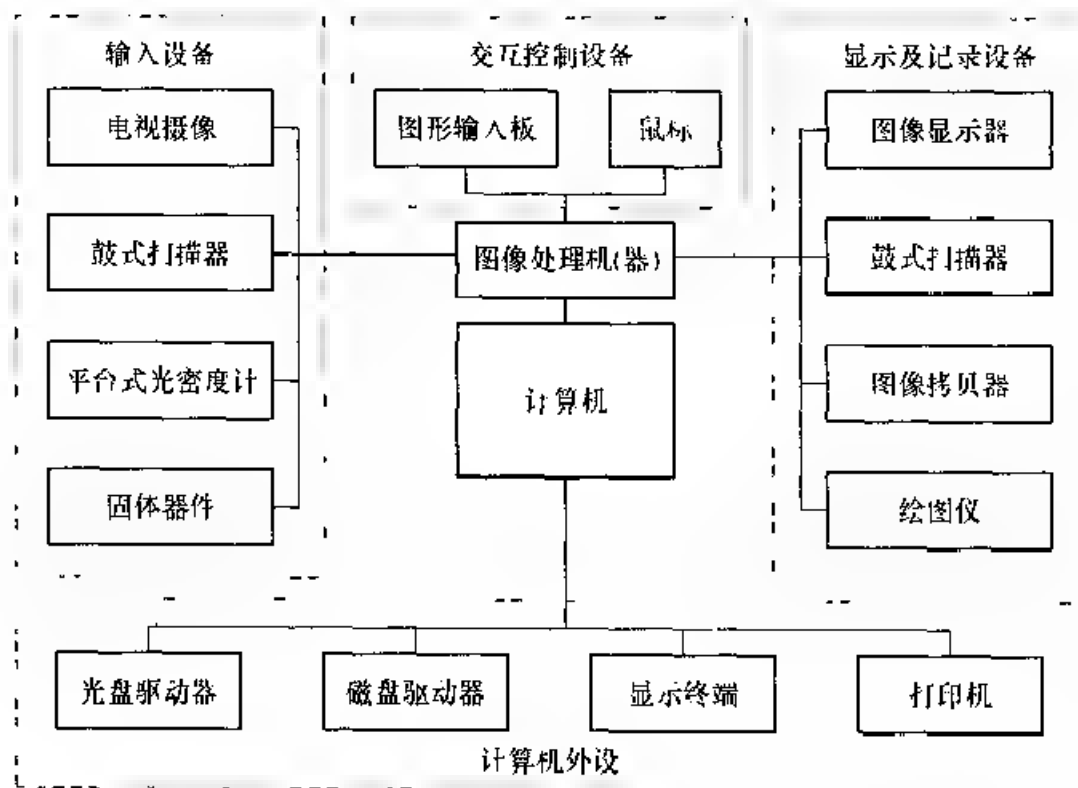 输入设备
电视摄像
鼓式扫描器
平台式光密度计
固体器件
交互控制设备
图形输入板
鼠标
图像处理机(器)
计算机
显示及记录设备
图像显示器
鼓式扫描器
图像拷贝器
绘图仪
光盘驱动器
磁盘驱动器
显示终端
打印机
计算机外设